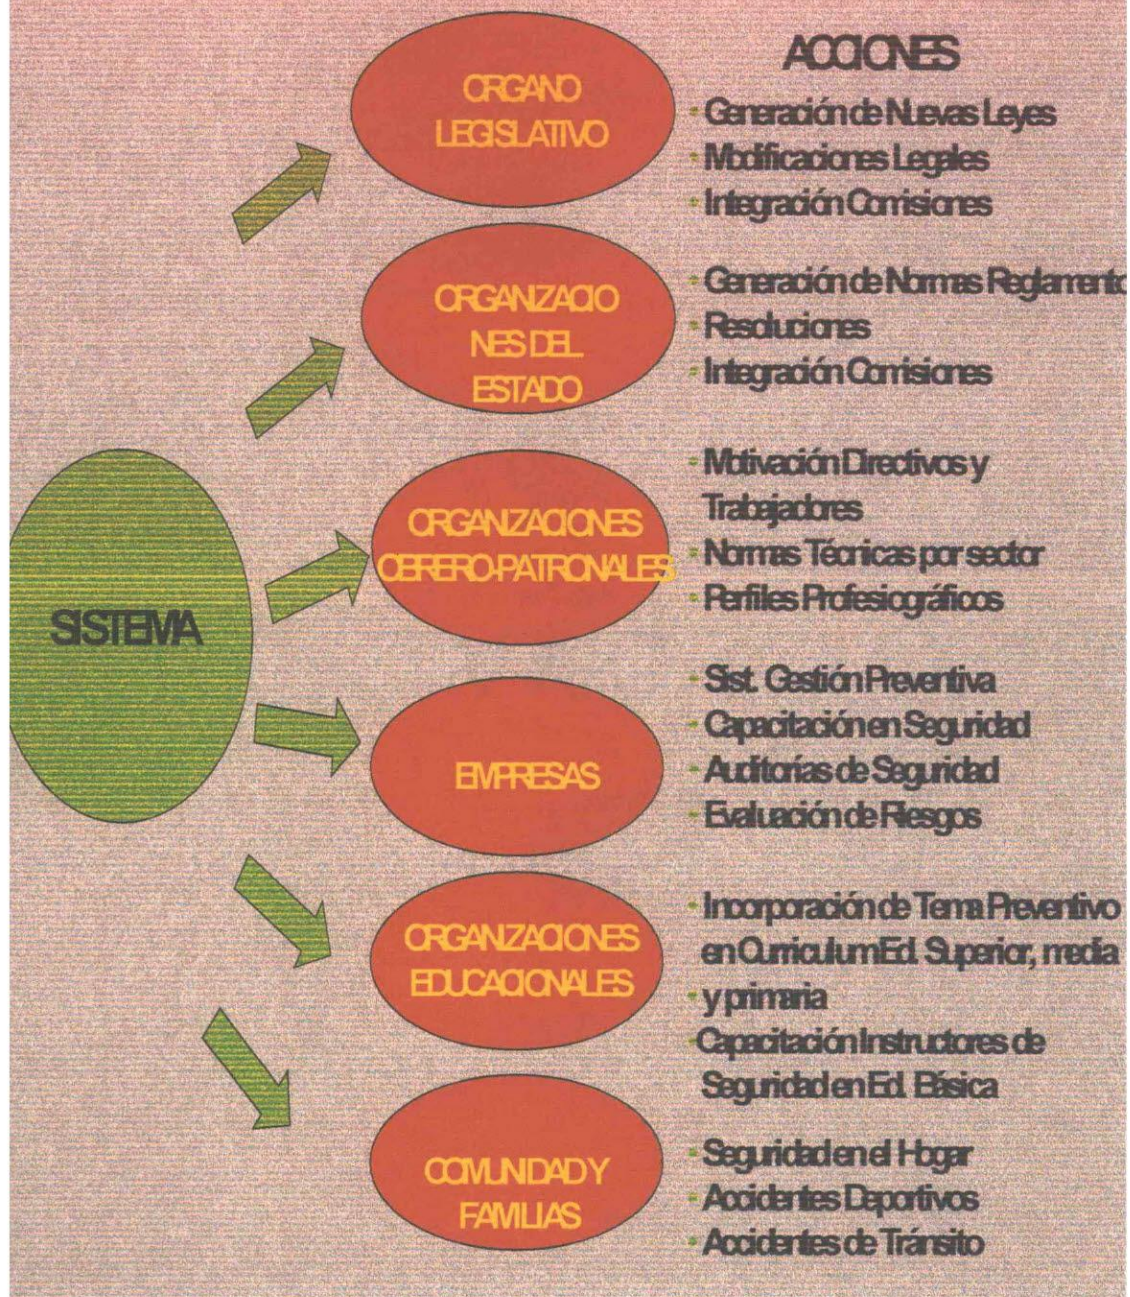 ACCIONES
SISTEMA
ORGANO
LEGISLATIVO
- Generación de Nuevas Leyes
- Modificaciones Legales
- Integración Comisiones
ORGANIZACIO
NES DEL
ESTADO
- Generación de Normas Reglamento
- Resoluciones
- Integración Comisiones
ORGANIZACIONES
OBRERO-PATRONALES
- Motivación Directivos y
Trabajadores
- Normas Técnicas por sector
- Perfiles Profesiográficos
EMPRESAS
- Sist. Gestión Preventiva
- Capacitación en Seguridad
- Auditorías de Seguridad
- Evaluación de Riesgos
ORGANIZACIONES
EDUCACIONALES
- Incorporación de Tema Preventivo
en Curriculum Ed. Superior, media
- y primaria
-Capacitación Instructores de
Seguridad en Ed. Básica
COMUNIDAD Y
FAMILIAS
- Seguridad en el Hogar
- Accidentes Deportivos
- Accidentes de Tránsito